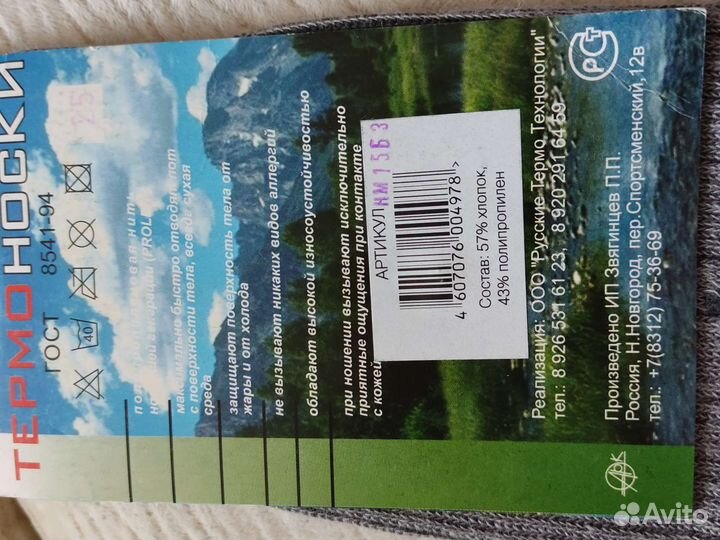 ТЕРМОНОСКИ
25
ГОСТ 8541-94
40
максимально быстро отводят пот
с поверхности тела, всегда сухая
среда
защищают поверхность тела от
жары и от холода
не вызывают никаких видов аллергий
обладают высокой износоустойчивостью
при ношении вызывают исключительно
приятные ощущения при контакте
с кожей
АРТИКУЛ НМ1563
4 607076 004978 >
Состав: 57% хлопок,
43% полипропилен
Реализация: ООО "Русские Термо Технологии"
тел.: 8 926 531 61 23, 8 920 291 64 59
Произведено ИП Звягинцев П.П.
Россия, Н.Новгород, пер.Спортсменский,12в
тел.: +7(8312) 75-36-69
РСТ
Avito